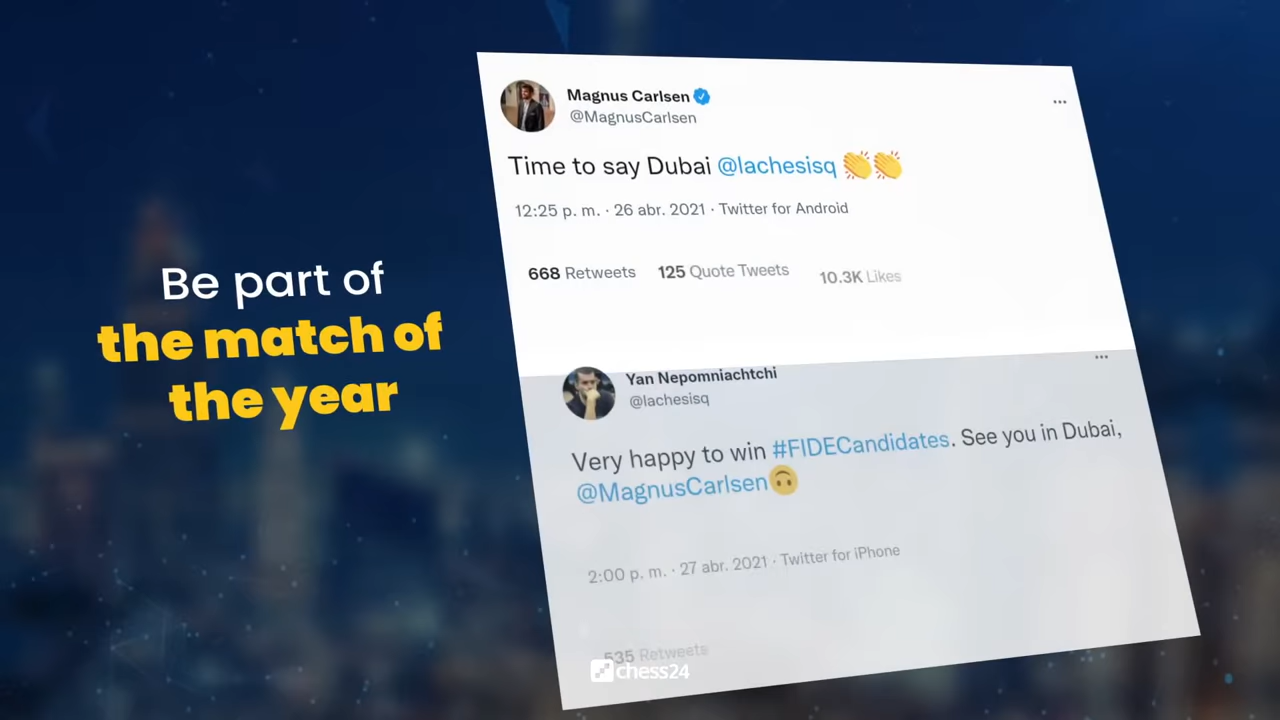 Be part of
the match of
the year
Magnus Carlsen
@MagnusCarlsen
Time to say Dubai @lachesisq 👏👏
12:25 p. m. · 26 abr. 2021 · Twitter for Android
668 Retweets 125 Quote Tweets 10.3K Likes
Yan Nepomniachtchi
@lachesisq
Very happy to win #FIDECandidates. See you in Dubai,
@MagnusCarlsen🙃
2:00 p. m. · 27 abr. 2021 · Twitter for iPhone
535 Retweets
chess24